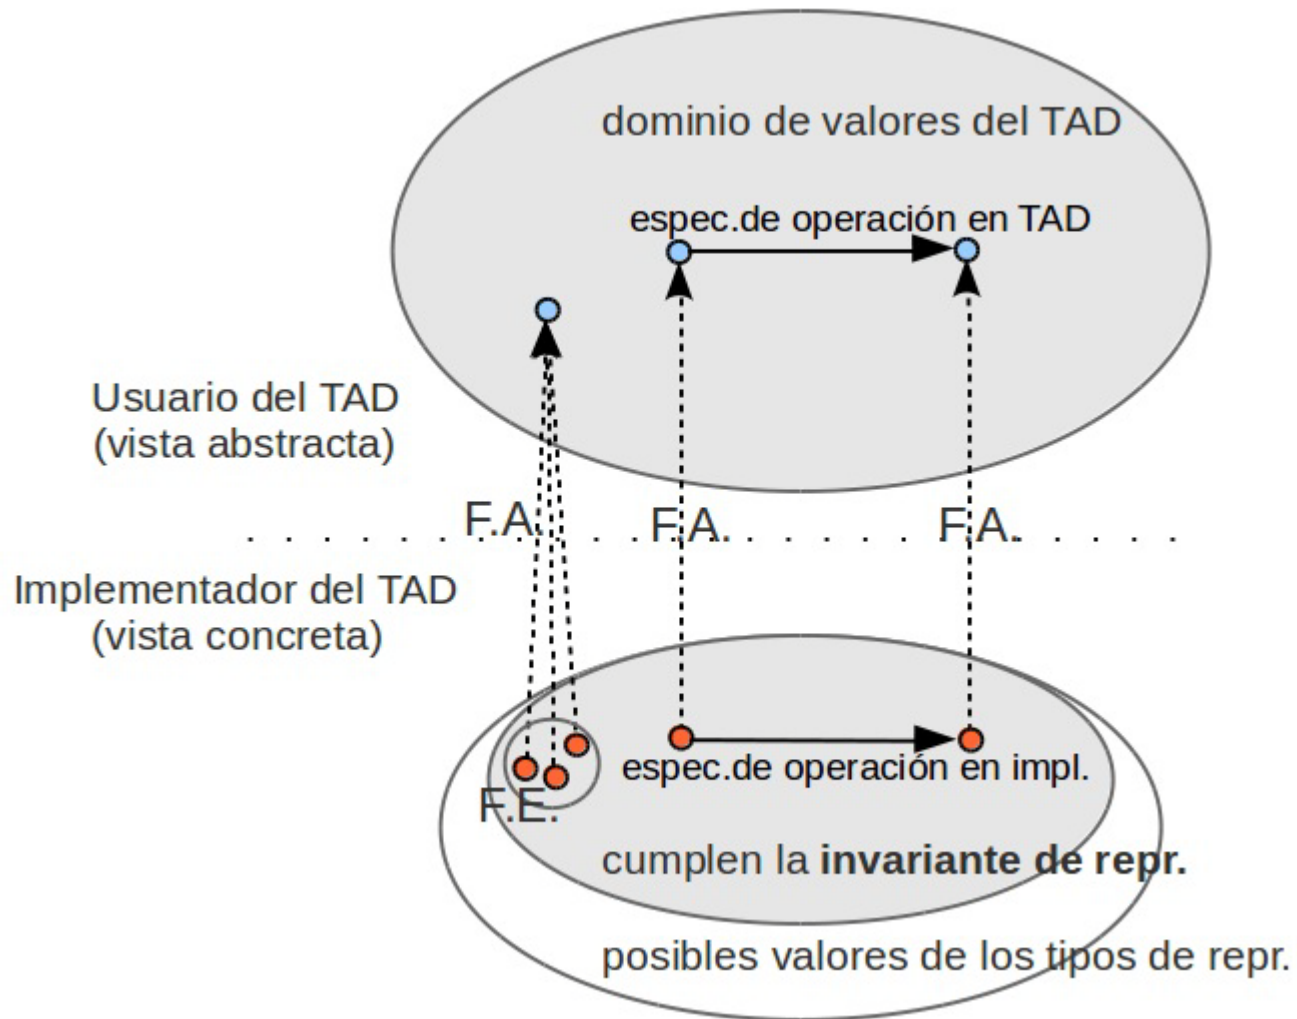 dominio de valores del TAD
espec.de operación en TAD
Usuario del TAD
(vista abstracta)
F.A.
F.A.
F.A.
Implementador del TAD
(vista concreta)
espec.de operación en impl.
F.E.
cumplen la invariante de repr.
posibles valores de los tipos de repr.